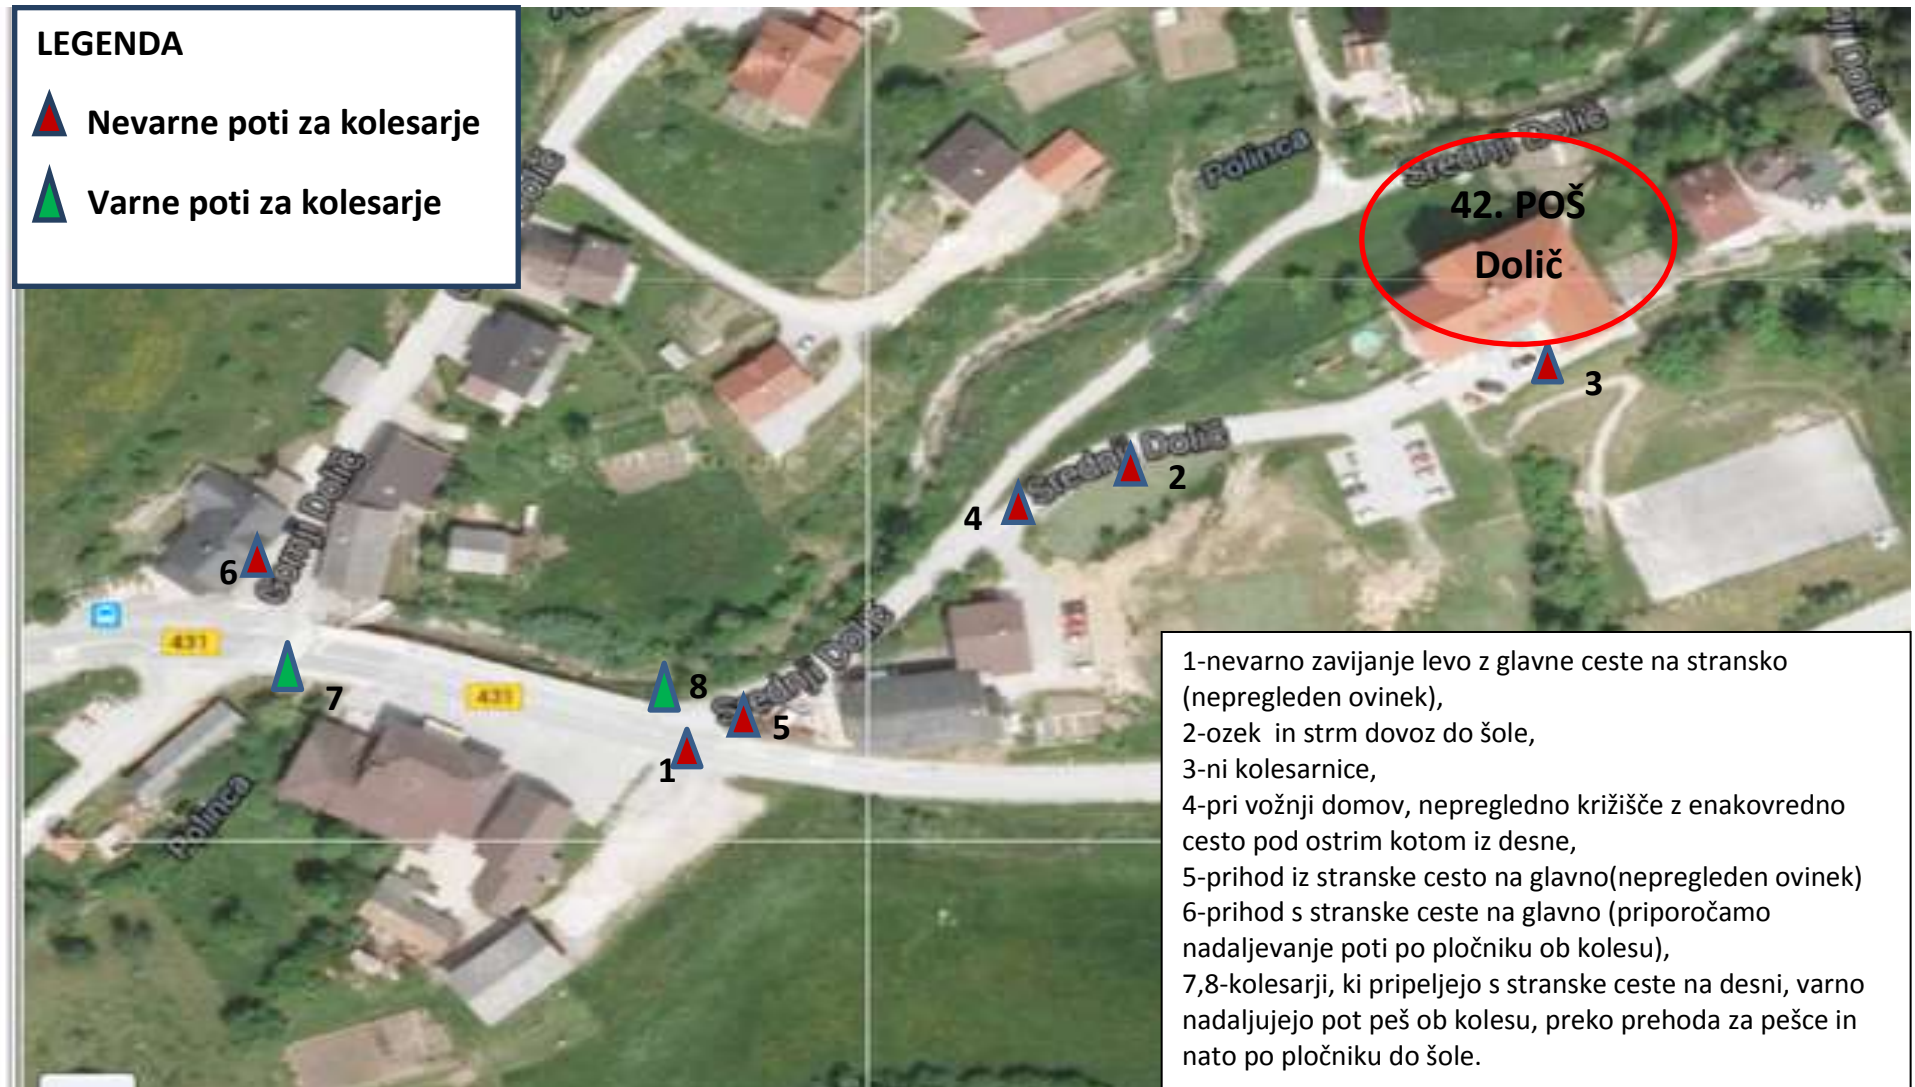 LEGENDA
Nevarne poti za kolesarje
Varne poti za kolesarje
Polinca
Srednji Dolič
42. POŠ
Dolič
3
Srednji Dolič
2
4
Gornji Dolič
6
431
7
431
8
Srednji Dolič
5
1
Polinca
1-nevarno zavijanje levo z glavne ceste na stransko
(nepregleden ovinek),
2-ozek in strm dovoz do šole,
3-ni kolesarnice,
4-pri vožnji domov, nepregledno križišče z enakovredno
cesto pod ostrim kotom iz desne,
5-prihod iz stranske cesto na glavno(nepregleden ovinek)
6-prihod s stranske ceste na glavno (priporočamo
nadaljevanje poti po pločniku ob kolesu),
7,8-kolesarji, ki pripeljejo s stranske ceste na desni, varno
nadaljujejo pot peš ob kolesu, preko prehoda za pešce in
nato po pločniku do šole.